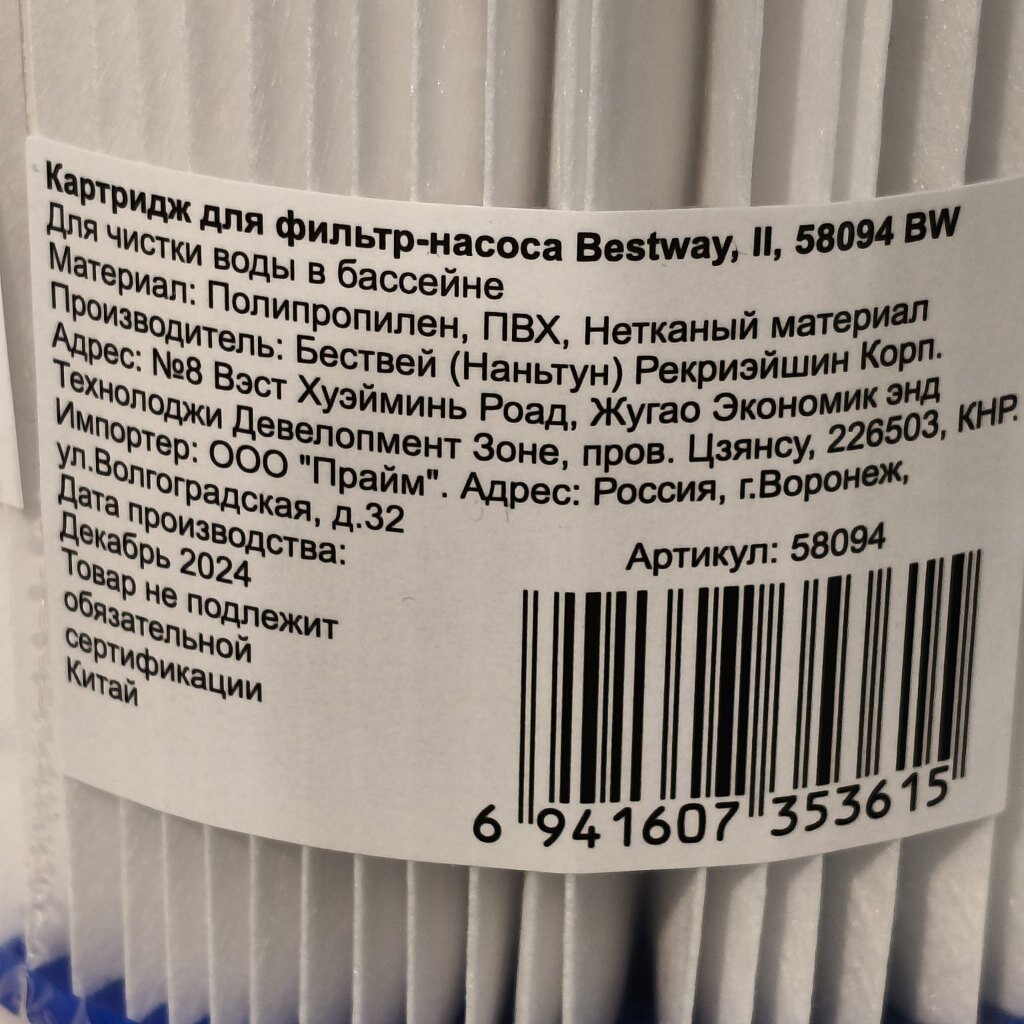 Картридж для фильтр-насоса Bestway, II, 58094 BW
Для чистки воды в бассейне
Материал: Полипропилен, ПВХ, Нетканый материал
Производитель: Бествей (Наньтун) Рекриэйшин Корп.
Адрес: №8 Вэст Хуэйминь Роад, Жугао Экономик энд
Технолоджи Девелопмент Зоне, пров. Цзянсу, 226503, КНР.
Импортер: ООО "Прайм". Адрес: Россия, г.Воронеж,
ул.Волгоградская, д.32
Дата производства:
Декабрь 2024
Товар не подлежит
обязательной
сертификации
Китай
Артикул: 58094
6 941607 353615